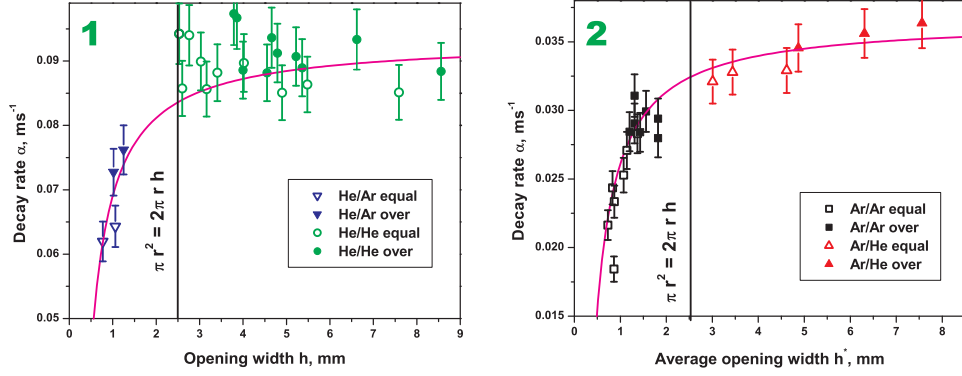 1
Decay rate α, ms⁻¹
0.09
0.08
0.07
0.06
0.05
π r² = 2π r h
He/Ar equal
He/Ar over
He/He equal
He/He over
0 1 2 3 4 5 6 7 8 9
Opening width h, mm
2
Decay rate α, ms⁻¹
0.035
0.030
0.025
0.020
0.015
π r² = 2π r h
Ar/Ar equal
Ar/Ar over
Ar/He equal
Ar/He over
0 1 2 3 4 5 6 7 8
Average opening width h*, mm